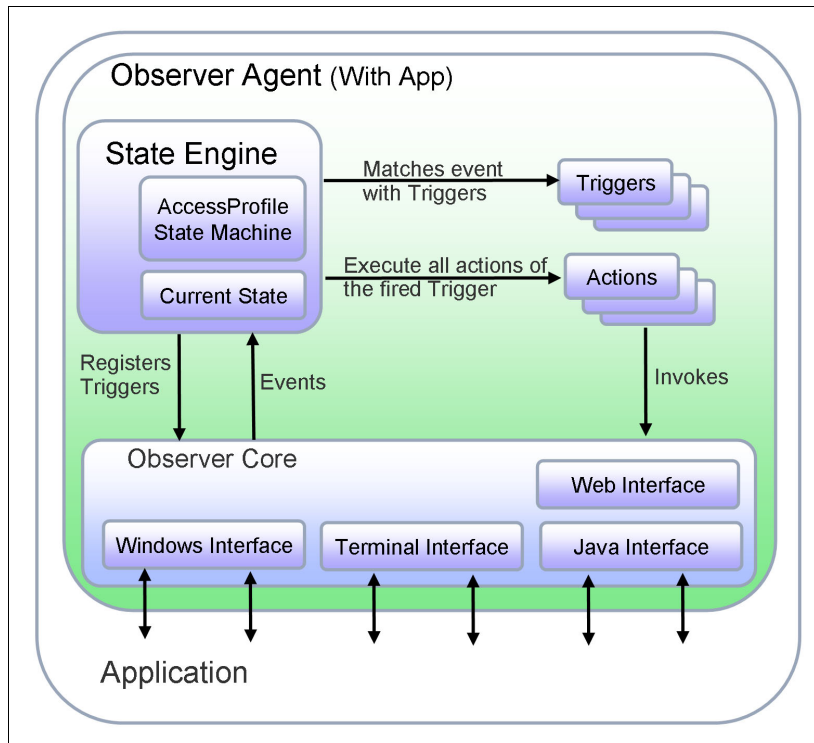 Observer Agent (With App)
State Engine
AccessProfile
State Machine
Current State
Matches event
with Triggers
Triggers
Execute all actions of
the fired Trigger
Actions
Registers
Triggers
Events
Invokes
Observer Core
Web Interface
Windows Interface
Terminal Interface
Java Interface
Application